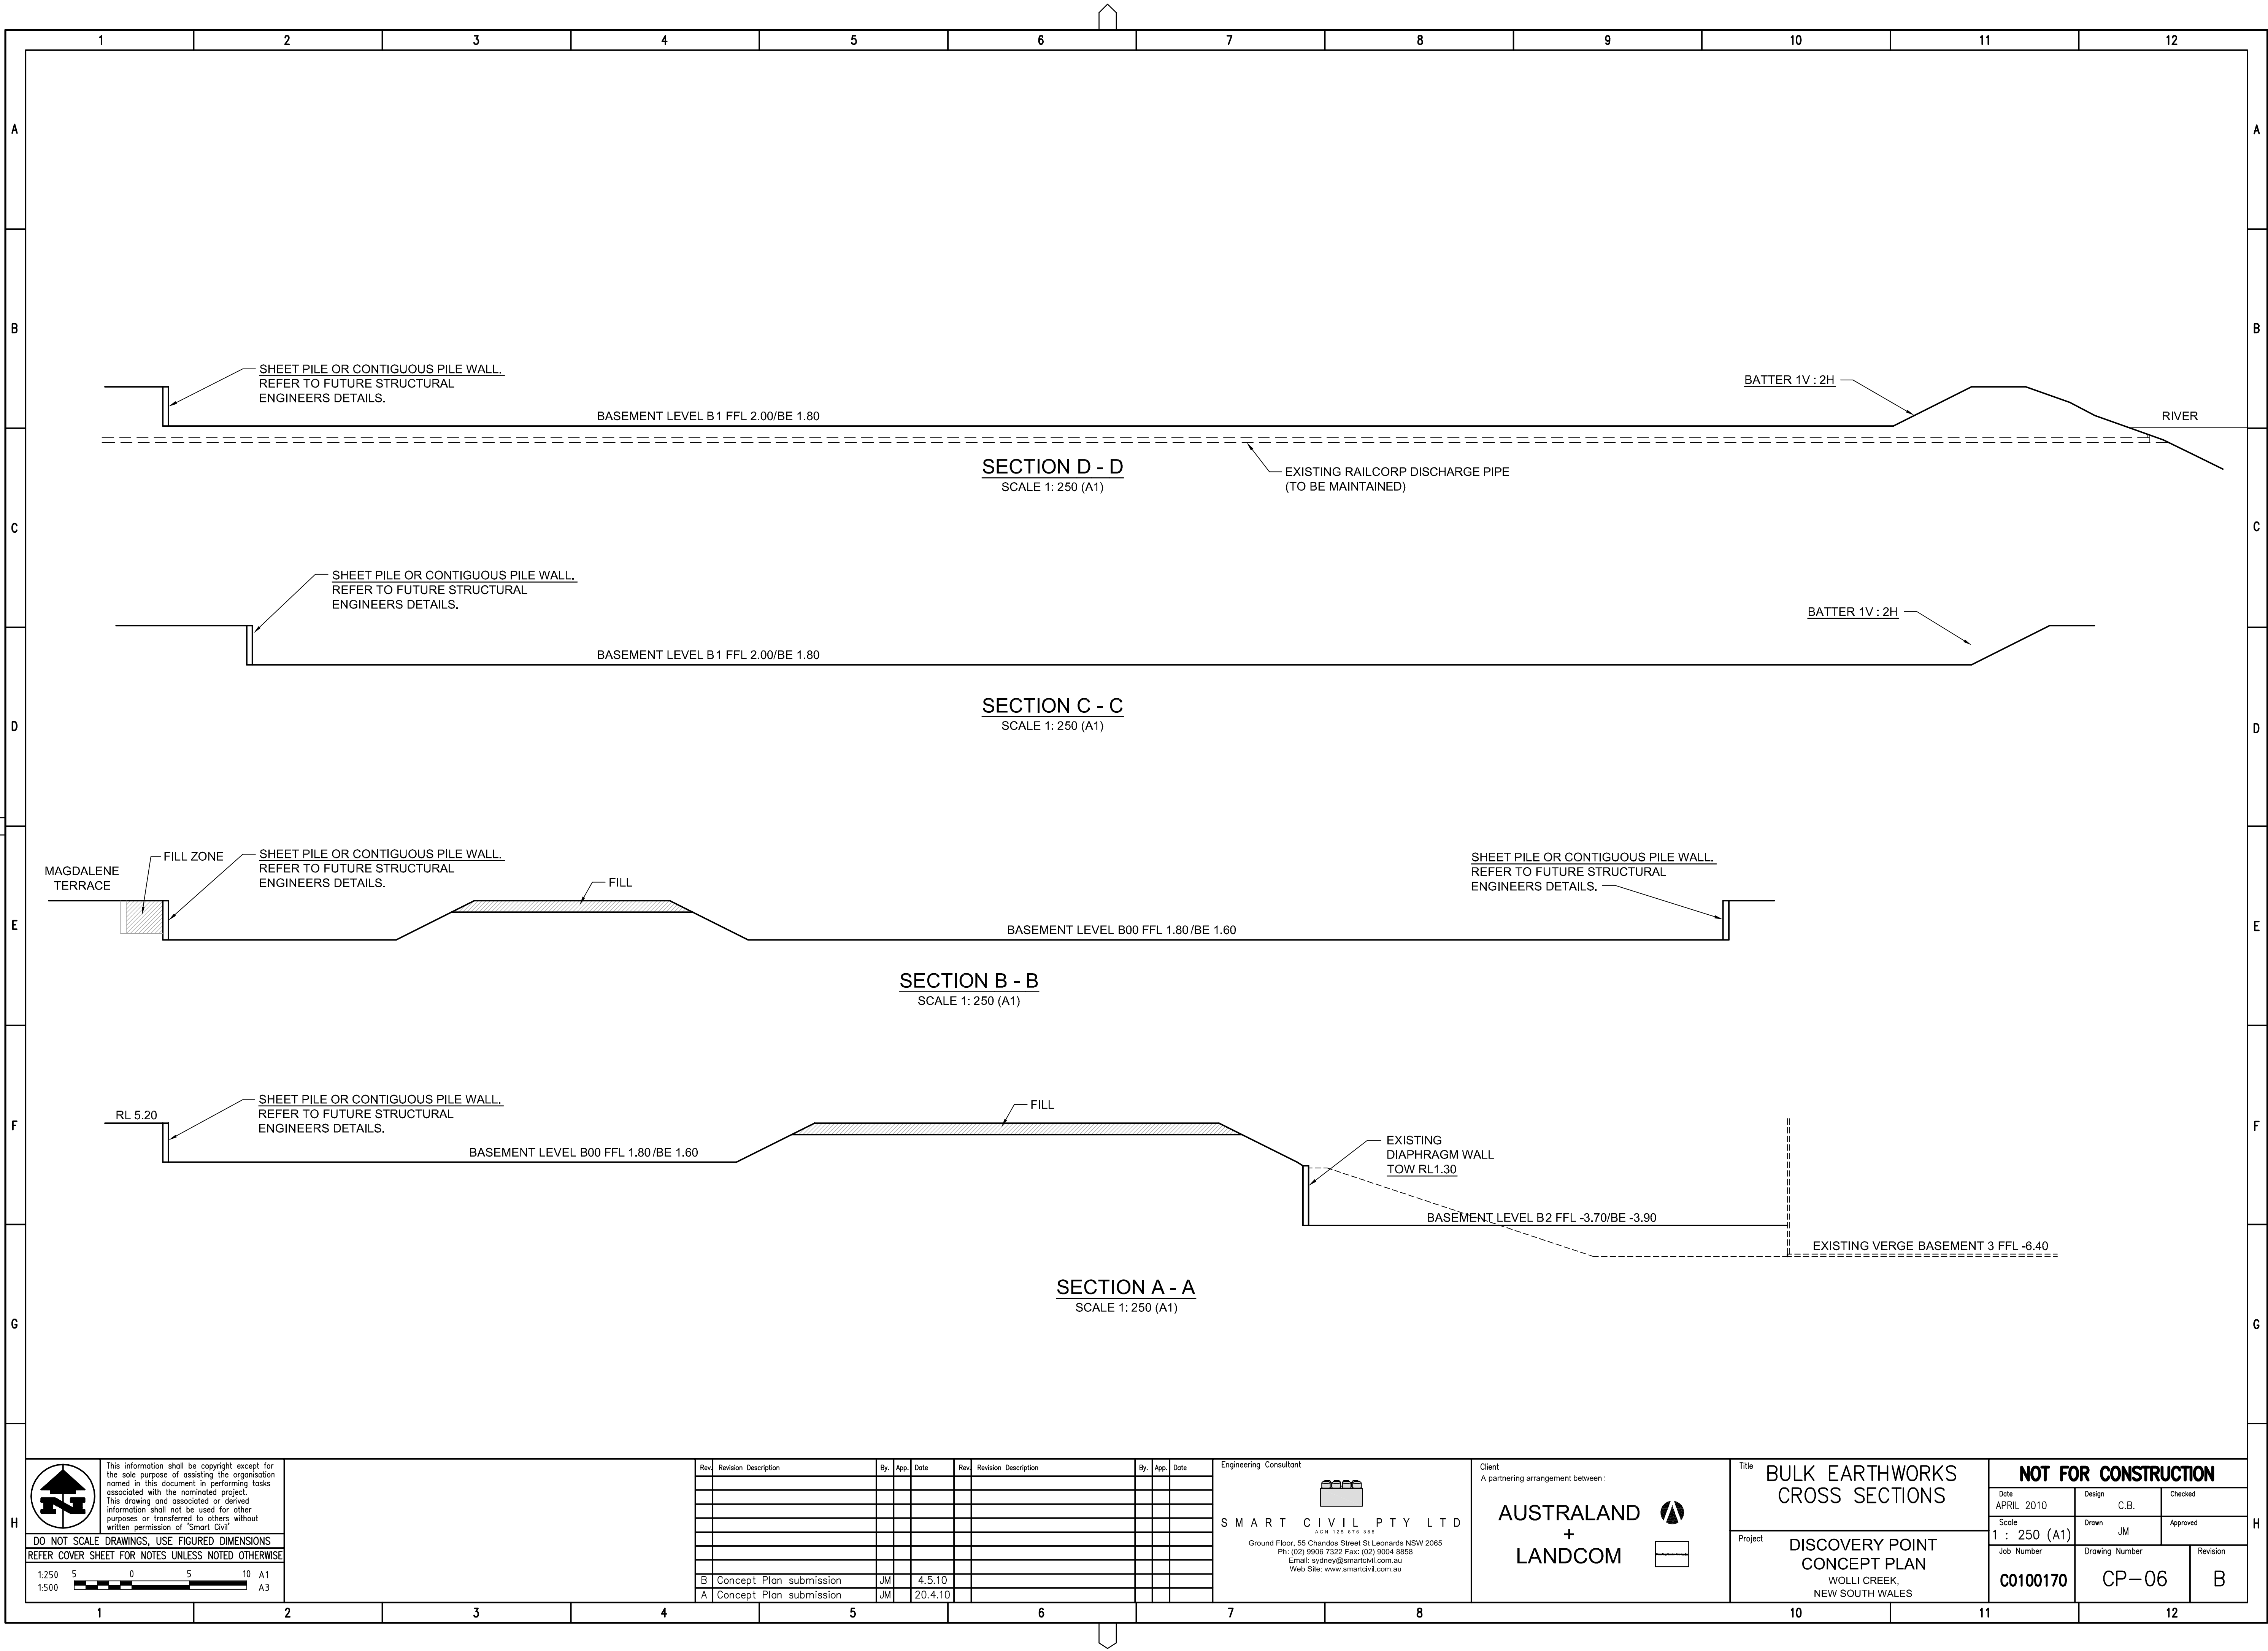 1 2 3 4 5 6 7 8 9 10 11 12
A A
B B
SHEET PILE OR CONTIGUOUS PILE WALL.
REFER TO FUTURE STRUCTURAL
ENGINEERS DETAILS.
BASEMENT LEVEL B1 FFL 2.00/BE 1.80
BATTER 1V : 2H
RIVER
SECTION D - D
SCALE 1: 250 (A1)
EXISTING RAILCORP DISCHARGE PIPE
(TO BE MAINTAINED)
C C
SHEET PILE OR CONTIGUOUS PILE WALL.
REFER TO FUTURE STRUCTURAL
ENGINEERS DETAILS.
BASEMENT LEVEL B1 FFL 2.00/BE 1.80
BATTER 1V : 2H
SECTION C - C
SCALE 1: 250 (A1)
D D
MAGDALENE
TERRACE
FILL ZONE
SHEET PILE OR CONTIGUOUS PILE WALL.
REFER TO FUTURE STRUCTURAL
ENGINEERS DETAILS.
FILL
SHEET PILE OR CONTIGUOUS PILE WALL.
REFER TO FUTURE STRUCTURAL
ENGINEERS DETAILS.
E E
BASEMENT LEVEL B00 FFL 1.80/BE 1.60
SECTION B - B
SCALE 1: 250 (A1)
RL 5.20
SHEET PILE OR CONTIGUOUS PILE WALL.
REFER TO FUTURE STRUCTURAL
ENGINEERS DETAILS.
FILL
F F
BASEMENT LEVEL B00 FFL 1.80/BE 1.60
EXISTING
DIAPHRAGM WALL
TOW RL1.30
BASEMENT LEVEL B2 FFL -3.70/BE -3.90
EXISTING VERGE BASEMENT 3 FFL -6.40
SECTION A - A
SCALE 1: 250 (A1)
G G
H H
N
This information shall be copyright except for
the sole purpose of assisting the organisation
named in this document in performing tasks
associated with the nominated project.
This drawing and associated or derived
information shall not be used for other
purposes or transferred to others without
written permission of "Smart Civil"
DO NOT SCALE DRAWINGS, USE FIGURED DIMENSIONS
REFER COVER SHEET FOR NOTES UNLESS NOTED OTHERWISE
1:250 5 0 5 10 A1
1:500 A3
Rev. Revision Description By. App. Date Rev. Revision Description By. App. Date
B Concept Plan submission JM 4.5.10
A Concept Plan submission JM 20.4.10
Engineering Consultant
SMART CIVIL PTY LTD
Ground Floor, 55 Chandos Street St Leonards NSW 2065
Ph: (02) 9906 7322 Fax: (02) 9004 8858
Email: sydney@smartcivil.com.au
Web Site: www.smartcivil.com.au
Client
A partnering arrangement between :
AUSTRALAND
+
LANDCOM
Title
BULK EARTHWORKS
CROSS SECTIONS
Project
DISCOVERY POINT
CONCEPT PLAN
WOLLI CREEK,
NEW SOUTH WALES
NOT FOR CONSTRUCTION
Date APRIL 2010
Design C.B.
Checked
Scale 1 : 250 (A1)
Drawn JM
Approved
Job Number C0100170
Drawing Number CP-06
Revision B
1 2 3 4 5 6 7 8 10 11 12